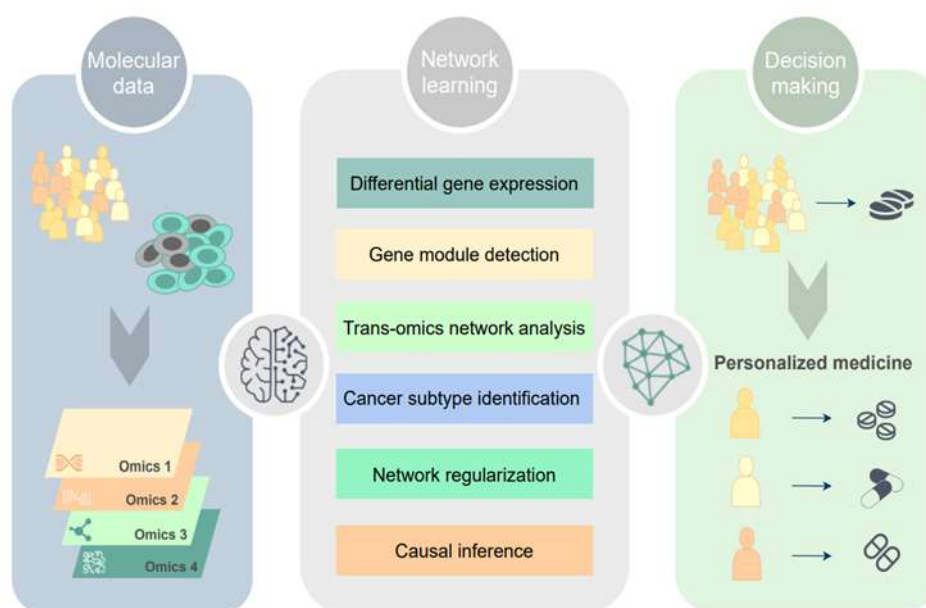 Molecular
data
Network
learning
Decision
making
Differential gene expression
Gene module detection
Trans-omics network analysis
Cancer subtype identification
Network regularization
Causal inference
Omics 1
Omics 2
Omics 3
Omics 4
Personalized medicine